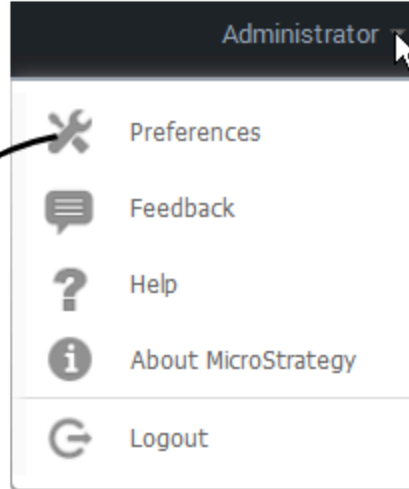 Administrator
Preferences
Feedback
Help
About MicroStrategy
Logout